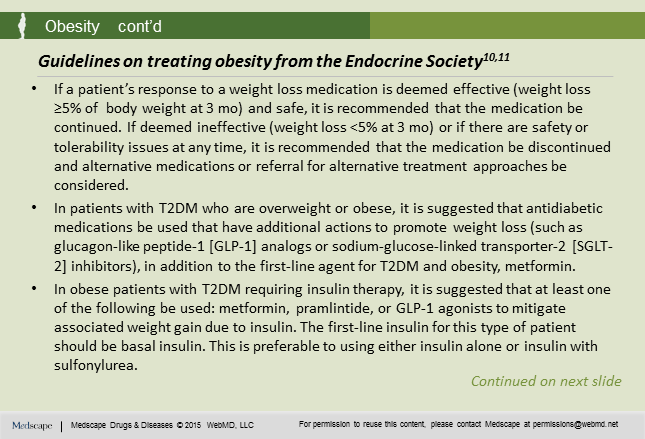 Obesity cont’d
Guidelines on treating obesity from the Endocrine Society10,11
• If a patient’s response to a weight loss medication is deemed effective (weight loss
≥5% of body weight at 3 mo) and safe, it is recommended that the medication be
continued. If deemed ineffective (weight loss <5% at 3 mo) or if there are safety or
tolerability issues at any time, it is recommended that the medication be discontinued
and alternative medications or referral for alternative treatment approaches be
considered.
• In patients with T2DM who are overweight or obese, it is suggested that antidiabetic
medications be used that have additional actions to promote weight loss (such as
glucagon-like peptide-1 [GLP-1] analogs or sodium-glucose-linked transporter-2 [SGLT-
2] inhibitors), in addition to the first-line agent for T2DM and obesity, metformin.
• In obese patients with T2DM requiring insulin therapy, it is suggested that at least one
of the following be used: metformin, pramlintide, or GLP-1 agonists to mitigate
associated weight gain due to insulin. The first-line insulin for this type of patient
should be basal insulin. This is preferable to using either insulin alone or insulin with
sulfonylurea.
Continued on next slide
Medscape | Medscape Drugs & Diseases © 2015 WebMD, LLC For permission to reuse this content, please contact Medscape at permissions@webmd.net